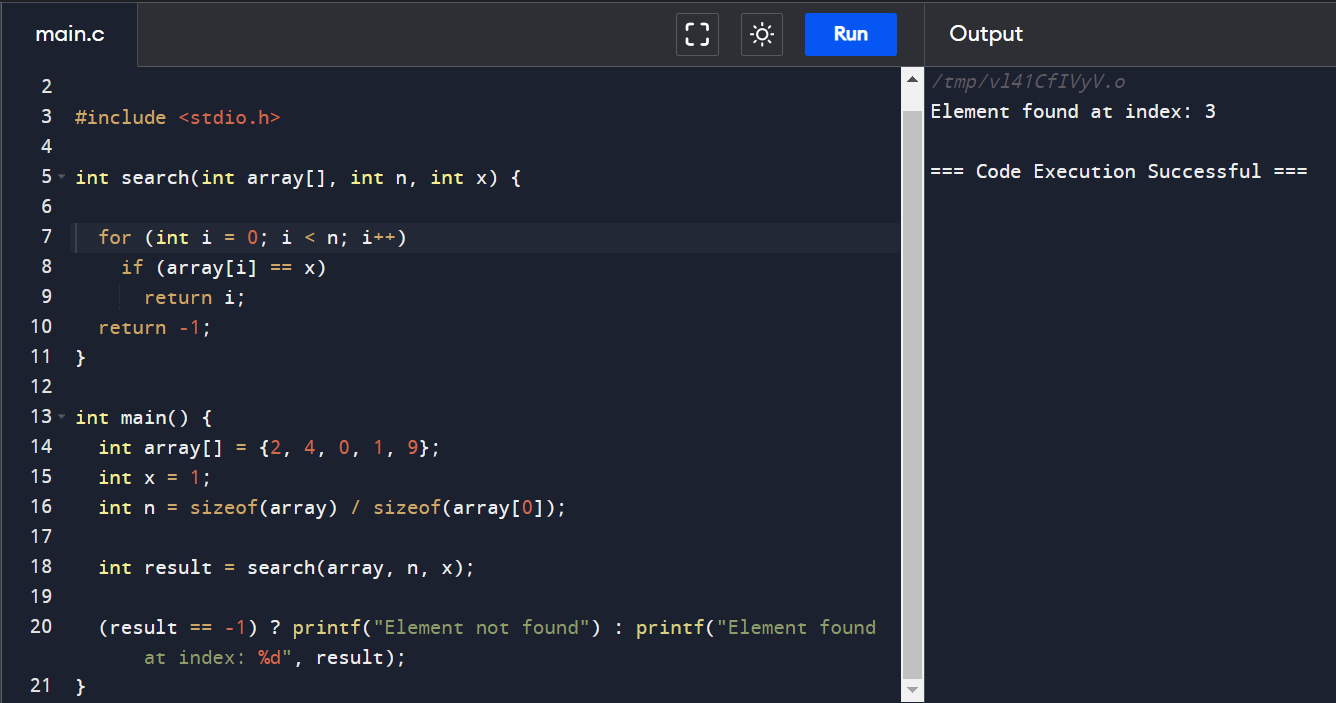 main.c
Run
Output
2
3 #include <stdio.h>
4
5 int search(int array[], int n, int x) {
6
7   for (int i = 0; i < n; i++)
8     if (array[i] == x)
9       return i;
10   return -1;
11 }
12
13 int main() {
14   int array[] = {2, 4, 0, 1, 9};
15   int x = 1;
16   int n = sizeof(array) / sizeof(array[0]);
17
18   int result = search(array, n, x);
19
20   (result == -1) ? printf("Element not found") : printf("Element found
at index: %d", result);
21 }
/tmp/vl41CfIVyV.o
Element found at index: 3
=== Code Execution Successful ===